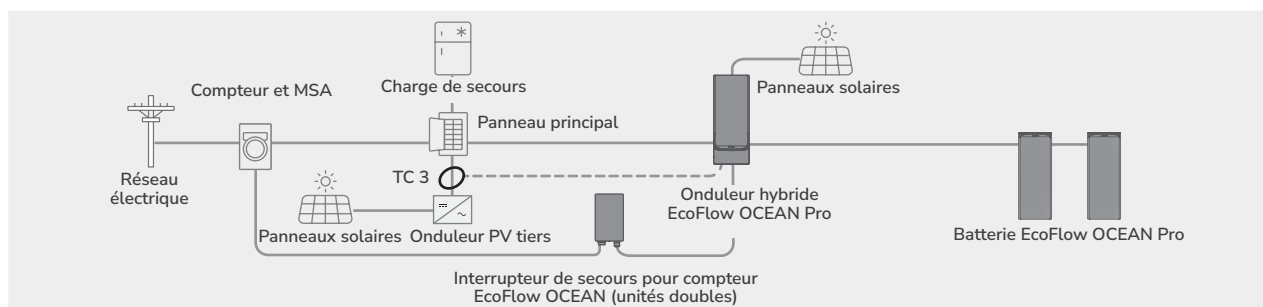 Compteur et MSA
Charge de secours
Panneaux solaires
Panneau principal
Réseau
électrique
TC 3
Onduleur hybride
EcoFlow OCEAN Pro
Panneaux solaires
Onduleur PV tiers
Batterie EcoFlow OCEAN Pro
Interrupteur de secours pour compteur
EcoFlow OCEAN (unités doubles)